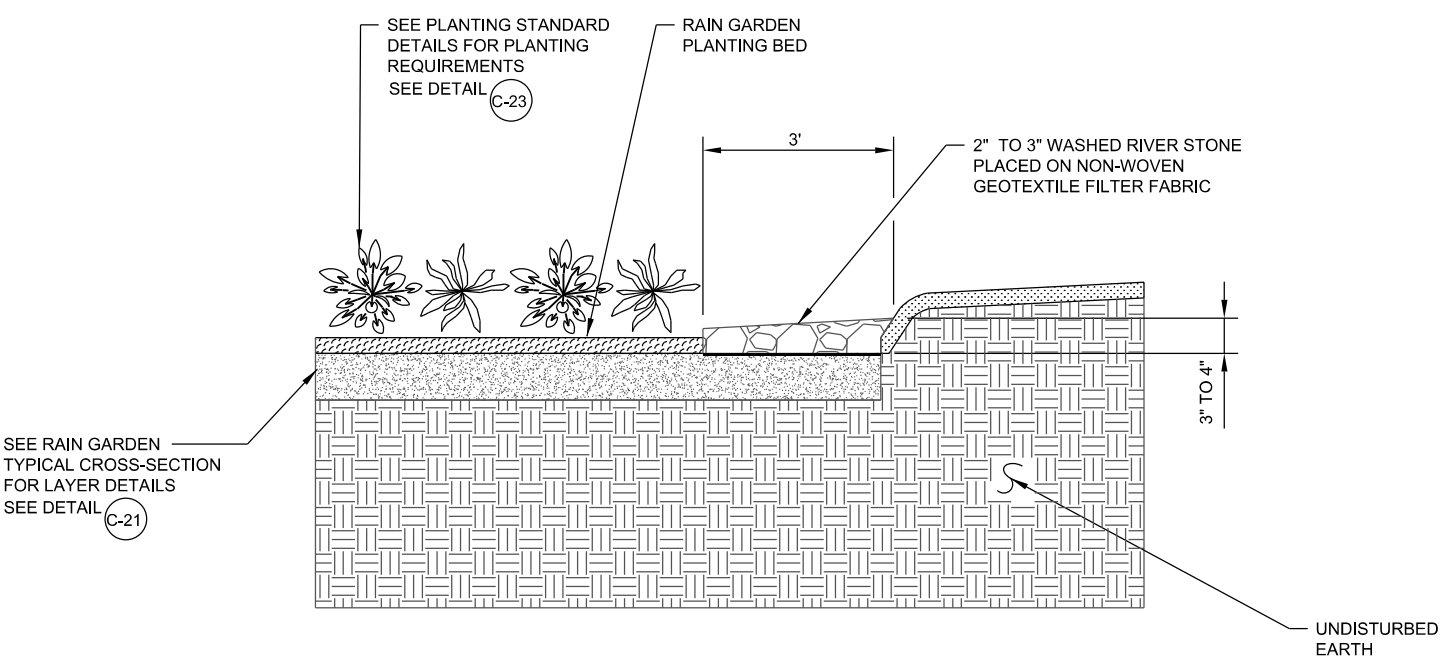 SEE PLANTING STANDARD
DETAILS FOR PLANTING
REQUIREMENTS
SEE DETAIL C-23
RAIN GARDEN
PLANTING BED
3'
2" TO 3" WASHED RIVER STONE
PLACED ON NON-WOVEN
GEOTEXTILE FILTER FABRIC
3" TO 4"
SEE RAIN GARDEN
TYPICAL CROSS-SECTION
FOR LAYER DETAILS
SEE DETAIL C-21
UNDISTURBED
EARTH